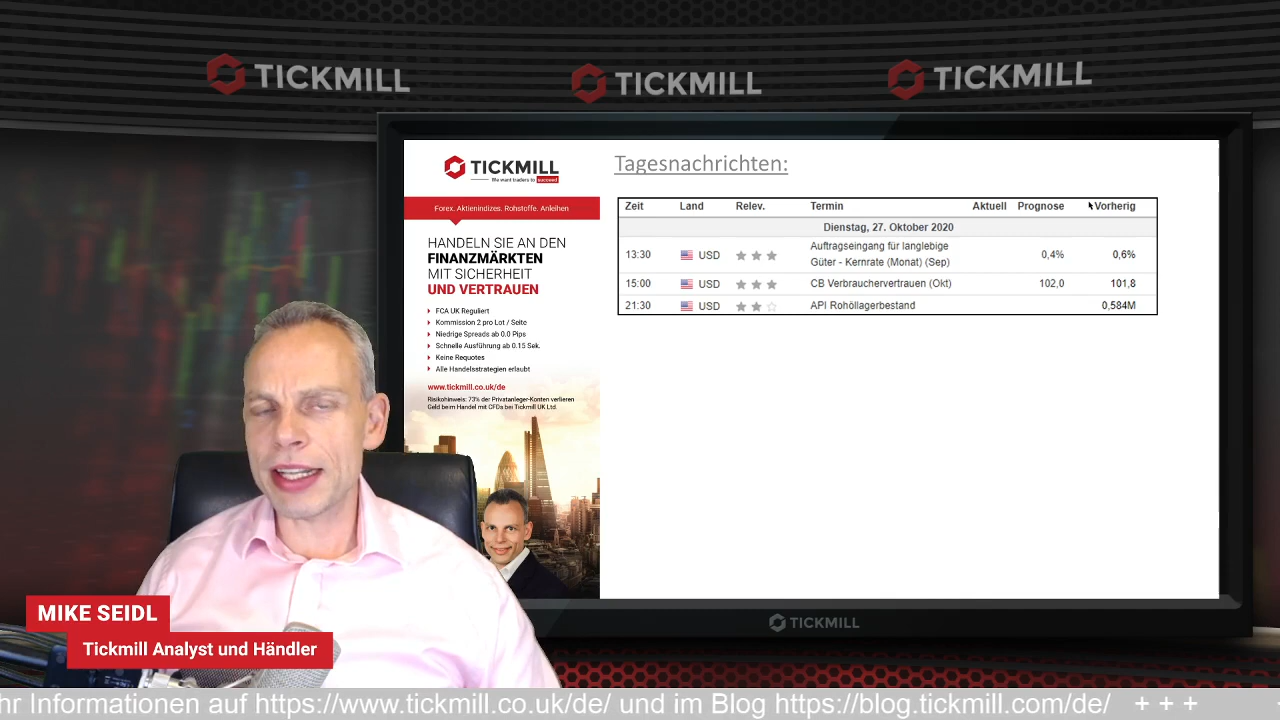 TICKMILL
TICKMILL
TICKMILL
TICKMILL
We want traders to succeed
Forex. Aktienindizes. Rohstoffe. Anleihen
HANDELN SIE AN DEN
FINANZMÄRKTEN
MIT SICHERHEIT
UND VERTRAUEN
FCA UK Reguliert
Kommission 2 pro Lot / Seite
Niedrige Spreads ab 0.0 Pips
Schnelle Ausführung ab 0.15 Sek.
Keine Requotes
Alle Handelsstrategien erlaubt
www.tickmill.co.uk/de
Risikohinweis: 73% der Privatanleger-Konten verlieren
Geld beim Handel mit CFDs bei Tickmill UK Ltd.
Tagesnachrichten:
Zeit Land Relev. Termin Aktuell Prognose Vorherig
Dienstag, 27. Oktober 2020
13:30 USD Auftragseingang für langlebige
Güter - Kernrate (Monat) (Sep) 0,4% 0,6%
15:00 USD CB Verbrauchervertrauen (Okt) 102,0 101,8
21:30 USD API Rohöllagerbestand 0,584M
TICKMILL
MIKE SEIDL
Tickmill Analyst und Händler
hr Informationen auf https://www.tickmill.co.uk/de/ und im Blog https://blog.tickmill.com/de/ + + +